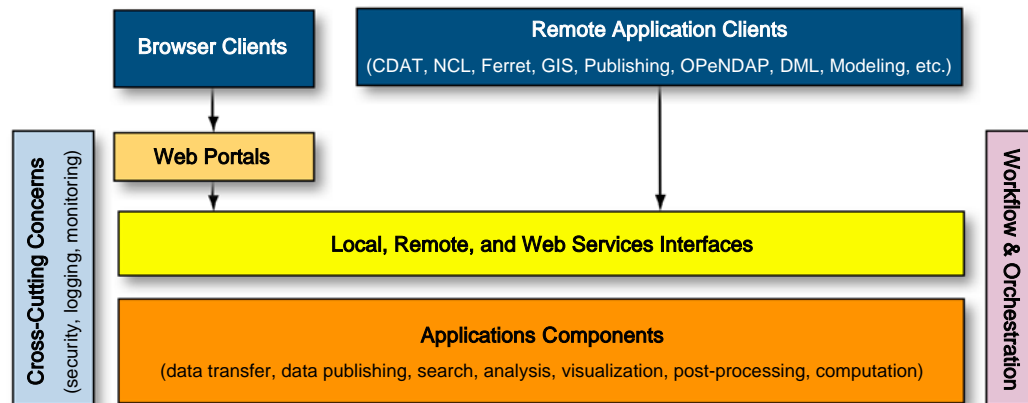 Browser Clients
Remote Application Clients
(CDAT, NCL, Ferret, GIS, Publishing, OPeNDAP, DML, Modeling, etc.)
Web Portals
Cross-Cutting Concerns
(security, logging, monitoring)
Workflow & Orchestration
Local, Remote, and Web Services Interfaces
Applications Components
(data transfer, data publishing, search, analysis, visualization, post-processing, computation)